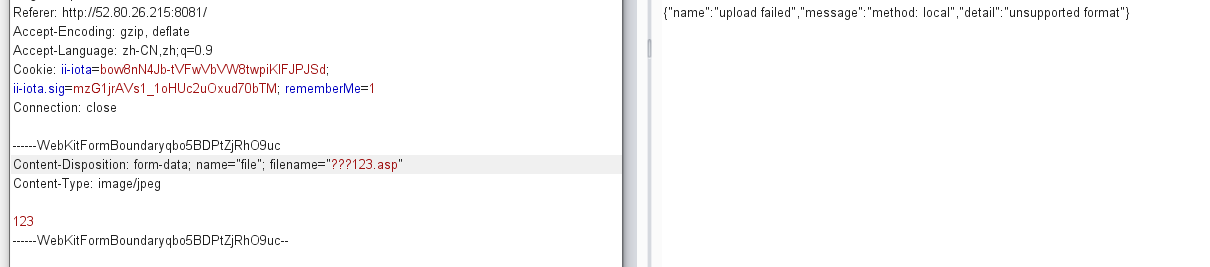 Referer: http://52.80.26.215:8081/
Accept-Encoding: gzip, deflate
Accept-Language: zh-CN,zh;q=0.9
Cookie: ii-iota=bow8nN4Jb-tVFwVbVW8twpiKlFJPJSd;
ii-iota.sig=mzG1jrAVs1_1oHUc2uOxud70bTM; rememberMe=1
Connection: close
------WebKitFormBoundaryqbo5BDPtZjRhO9uc
Content-Disposition: form-data; name="file"; filename="???123.asp"
Content-Type: image/jpeg
123
------WebKitFormBoundaryqbo5BDPtZjRhO9uc--
{"name":"upload failed","message":"method: local","detail":"unsupported format"}